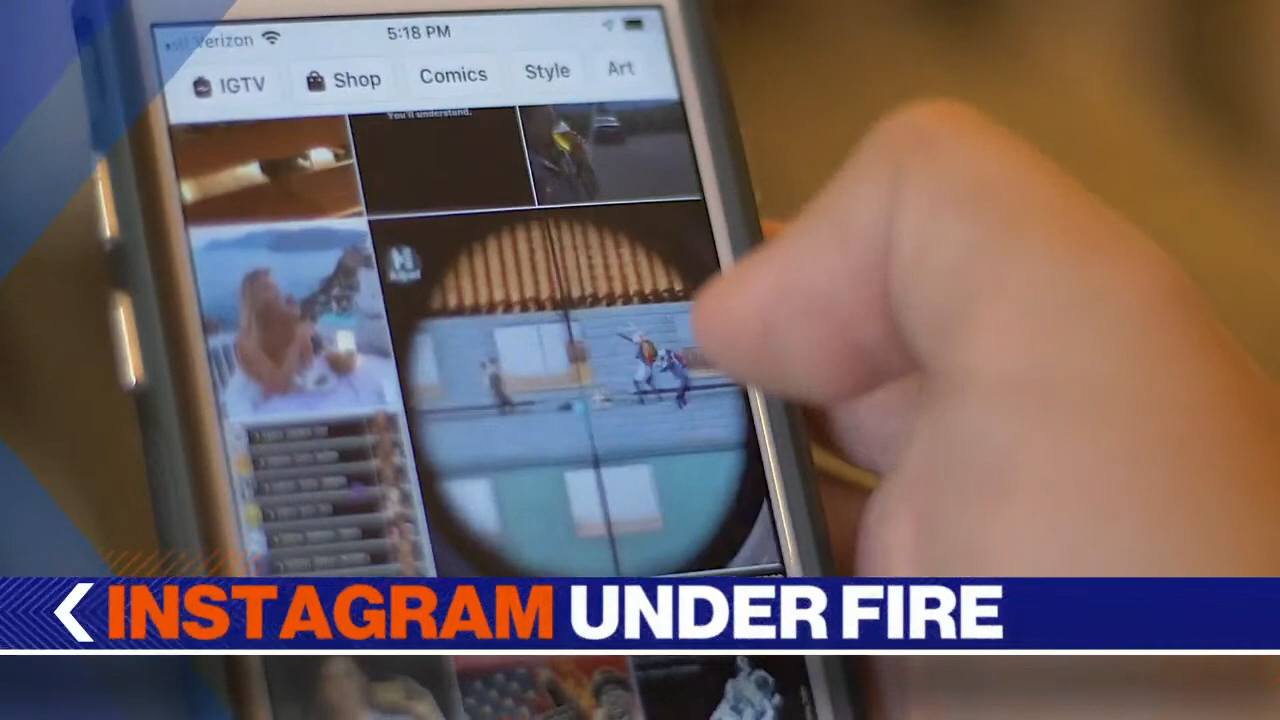 Verizon 5:18 PM
IGTV Shop Comics Style Art
You'll understand.
INSTAGRAM UNDER FIRE